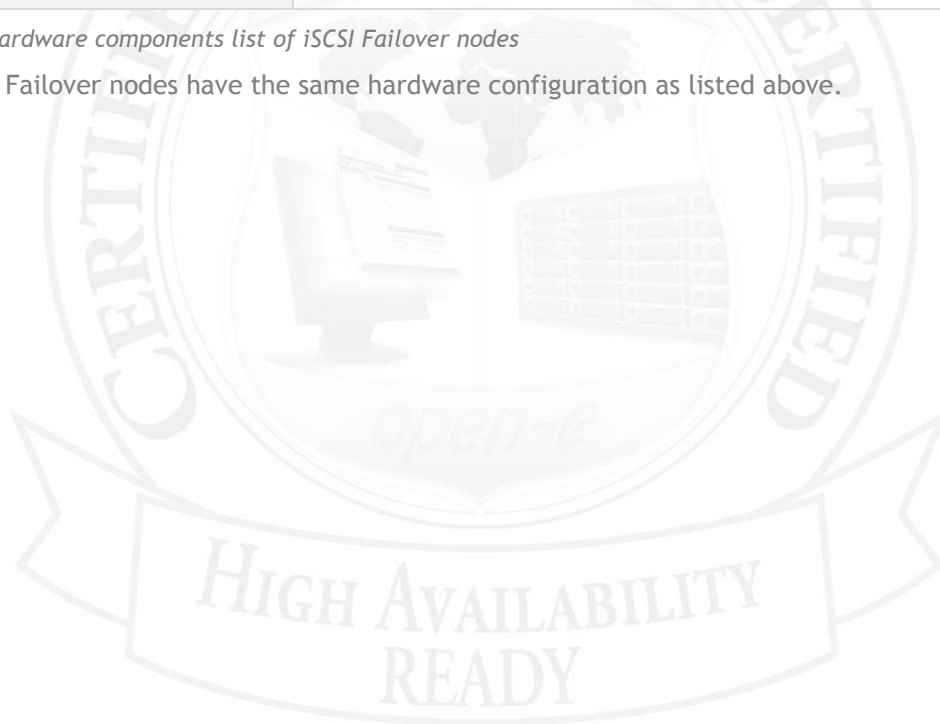 ardware components list of iSCSI Failover nodes
Failover nodes have the same hardware configuration as listed above.
CERTIFIED
CERTIFIED
open-e
HIGH AVAILABILITY
READY